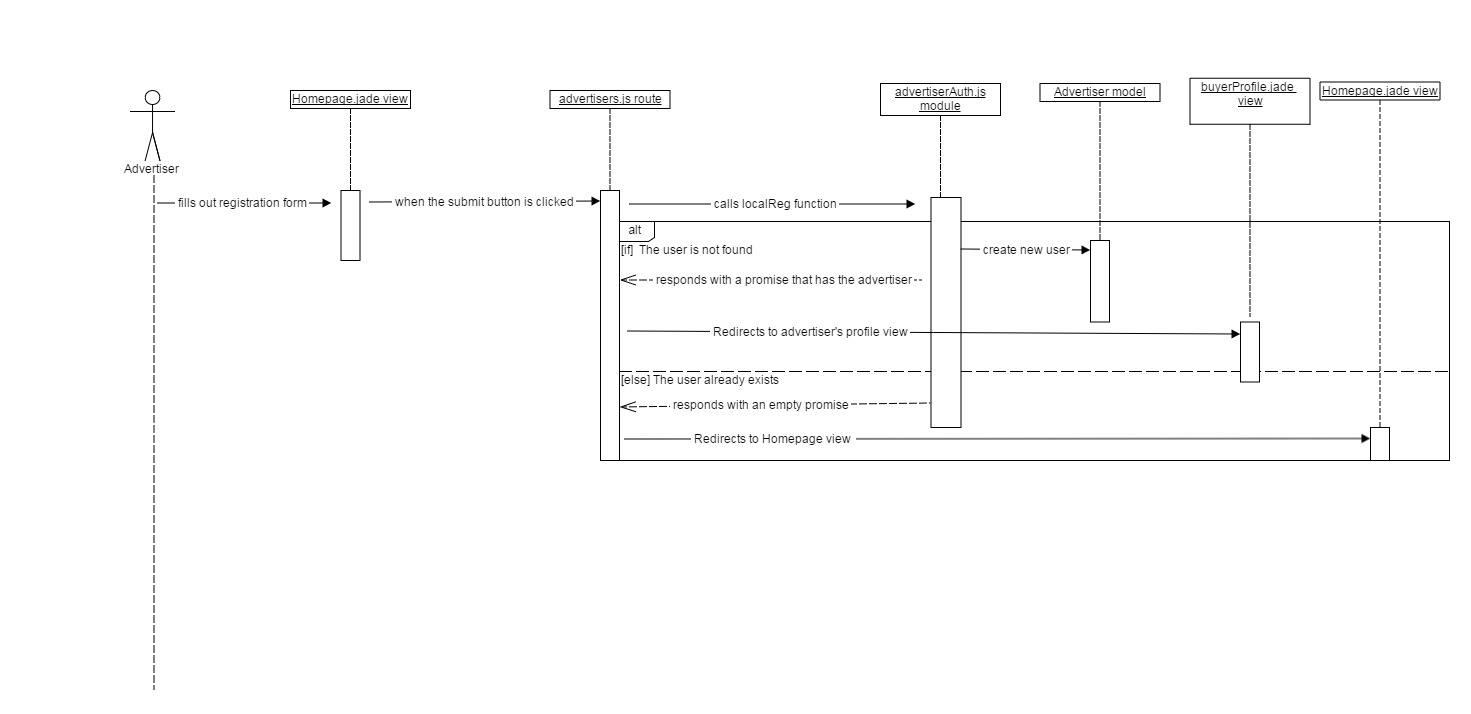 Homepage.jade view
advertisers.js route
advertiserAuth.js
module
Advertiser model
buyerProfile.jade
view
Homepage.jade view
Advertiser
fills out registration form
when the submit button is clicked
calls localReg function
alt
[if] The user is not found
create new user
responds with a promise that has the advertiser
Redirects to advertiser's profile view
[else] The user already exists
responds with an empty promise
Redirects to Homepage view